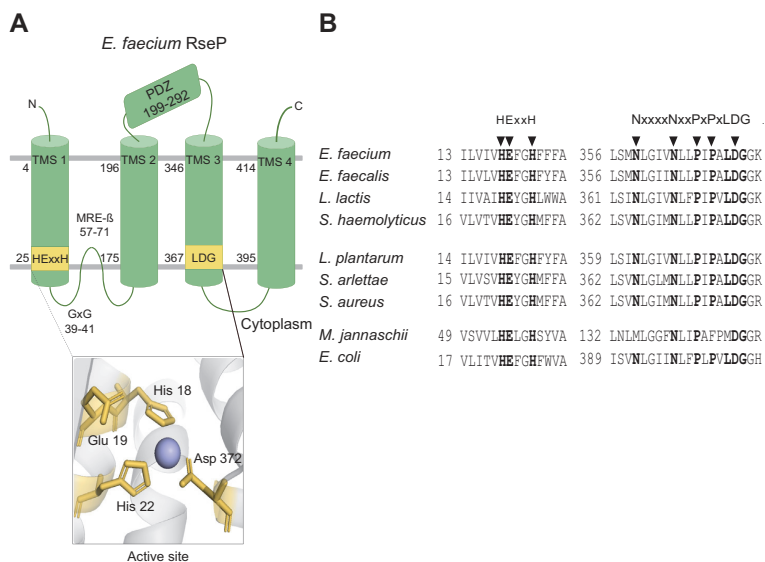 A
E. faecium RseP
PDZ
199-292
N
C
TMS 1
TMS 2
TMS 3
TMS 4
4
196
346
414
MRE-ß
57-71
HExxH
LDG
25
175
367
395
GxG
39-41
Cytoplasm
His 18
Glu 19
Asp 372
His 22
Active site
B
HExxH NxxxxNxxPxPxLDG
E. faecium 13 ILVIVHEFGHFFFA 356 LSMNLGIVNLLPIPALDGGK
E. faecalis 13 ILVLVHEFGHFYFA 356 LSMNLGIVNLLPIPALDGGK
L. lactis 14 IIVAIHEYGHLWWA 361 LSINLGIVNLFPIPVLDGGK
S. haemolyticus 16 VLVTVHEYGHMFFA 362 LSVNLGIMNLLPIPALDGGR
L. plantarum 14 ILVIVHEFGHFYFA 359 LSINLGIVNLLPIPALDGGK
S. arlettae 15 VLVSVHEYGHMFFA 362 LSVNLGLMNLLPIPALDGGR
S. aureus 16 VLVTVHEYGHMFFA 362 LSVNLGIMNLLPIPALDGGR
M. jannaschii 49 VSVVLHELGHSYVA 132 LNLMLGGFNLIPAFPMDGGR
E. coli 17 VLITVHEFGHFWVA 389 ISVNLGIINLFPLPVLDGGH